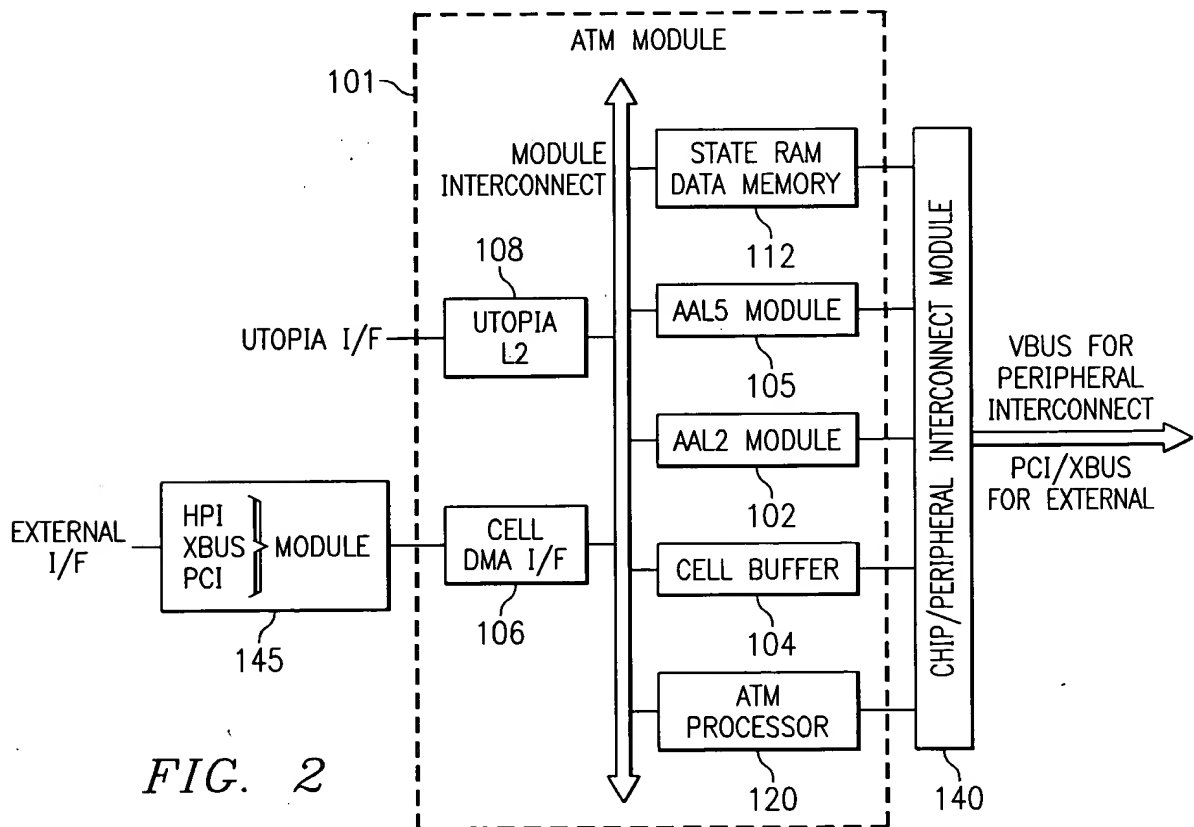 ATM MODULE
101
MODULE
INTERCONNECT
STATE RAM
DATA MEMORY
112
108
UTOPIA I/F
UTOPIA
L2
AAL5 MODULE
105
AAL2 MODULE
102
EXTERNAL
I/F
HPI
XBUS
PCI
MODULE
145
CELL
DMA I/F
106
CELL BUFFER
104
ATM
PROCESSOR
120
CHIP/PERIPHERAL INTERCONNECT MODULE
140
VBUS FOR
PERIPHERAL
INTERCONNECT
PCI/XBUS
FOR EXTERNAL
FIG. 2